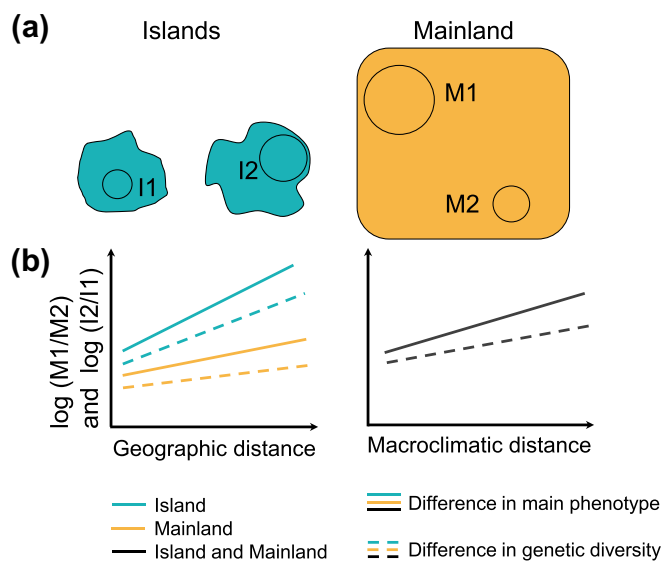 (a)
Islands
Mainland
I1
I2
M1
M2
(b)
log (M1/M2)
and log (I2/I1)
Geographic distance
Macroclimatic distance
Island
Mainland
Island and Mainland
Difference in main phenotype
Difference in genetic diversity